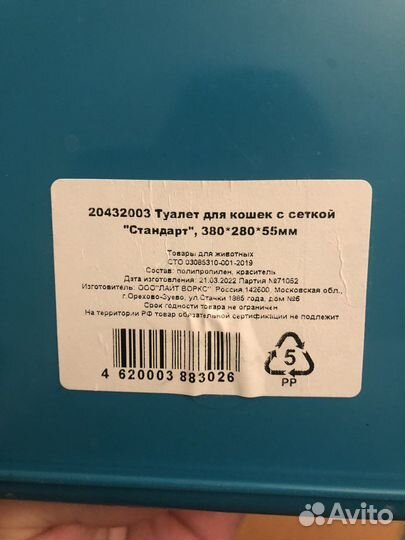 20432003 Туалет для кошек с сеткой
"Стандарт", 380*280*55мм
Товары для животных
СТО 03085310-001-2019
Состав: полипропилен, краситель
Дата изготовления: 21.03.2022 Партия №71052
Изготовитель: ООО"ЛАИТ ВОРКС", Россия,142600, Московская обл.,
г.Орехово-Зуево, ул.Стачки 1885 года, дом №6
Срок годности товара не ограничен
На территории РФ товар обязательной сертификации не подлежит
4 620003 883026
5
PP
Avito